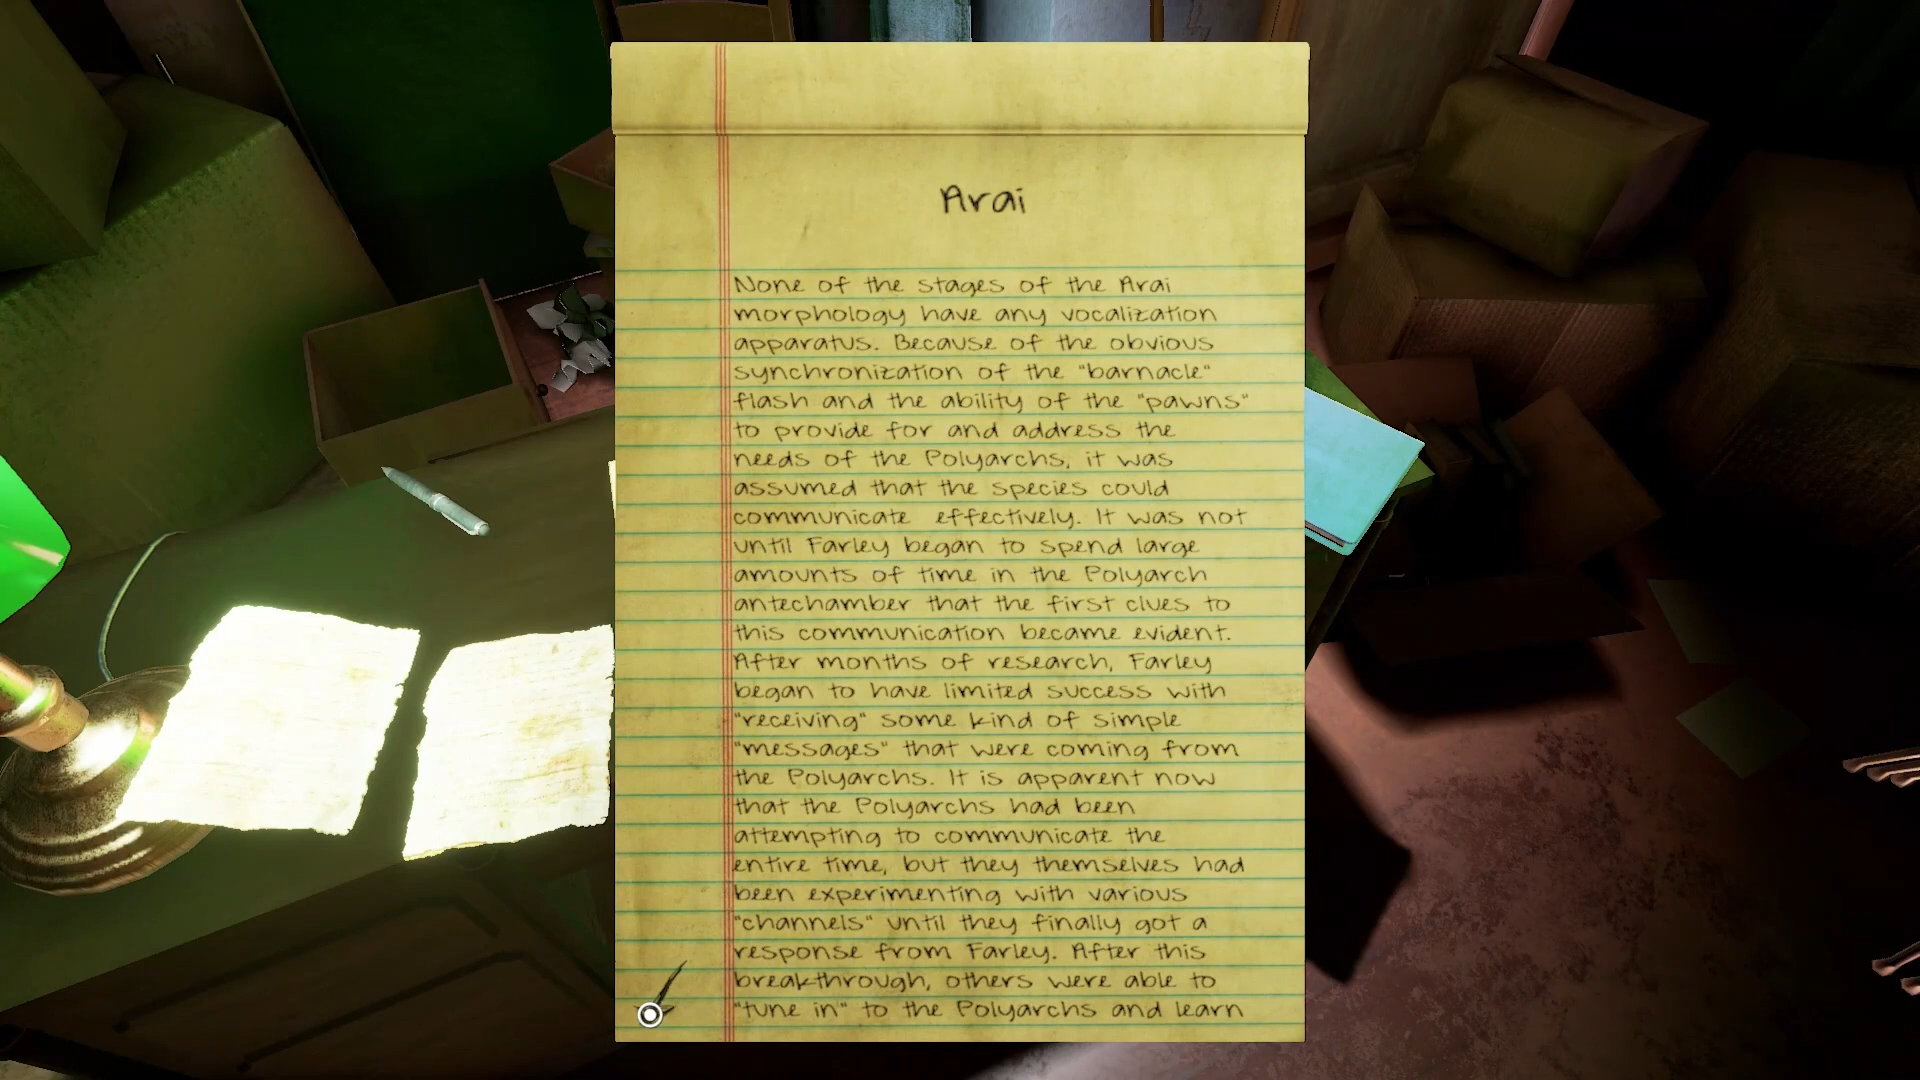 Arai
None of the stages of the Arai
morphology have any vocalization
apparatus. Because of the obvious
synchronization of the "barnacle"
flash and the ability of the "pawns"
to provide for and address the
needs of the Polyarchs, it was
assumed that the species could
communicate effectively. It was not
until Farley began to spend large
amounts of time in the Polyarch
antechamber that the first clues to
this communication became evident.
After months of research, Farley
began to have limited success with
"receiving" some kind of simple
"messages" that were coming from
the Polyarchs. It is apparent now
that the Polyarchs had been
attempting to communicate the
entire time, but they themselves had
been experimenting with various
"channels" until they finally got a
response from Farley. After this
breakthrough, others were able to
"tune in" to the Polyarchs and learn